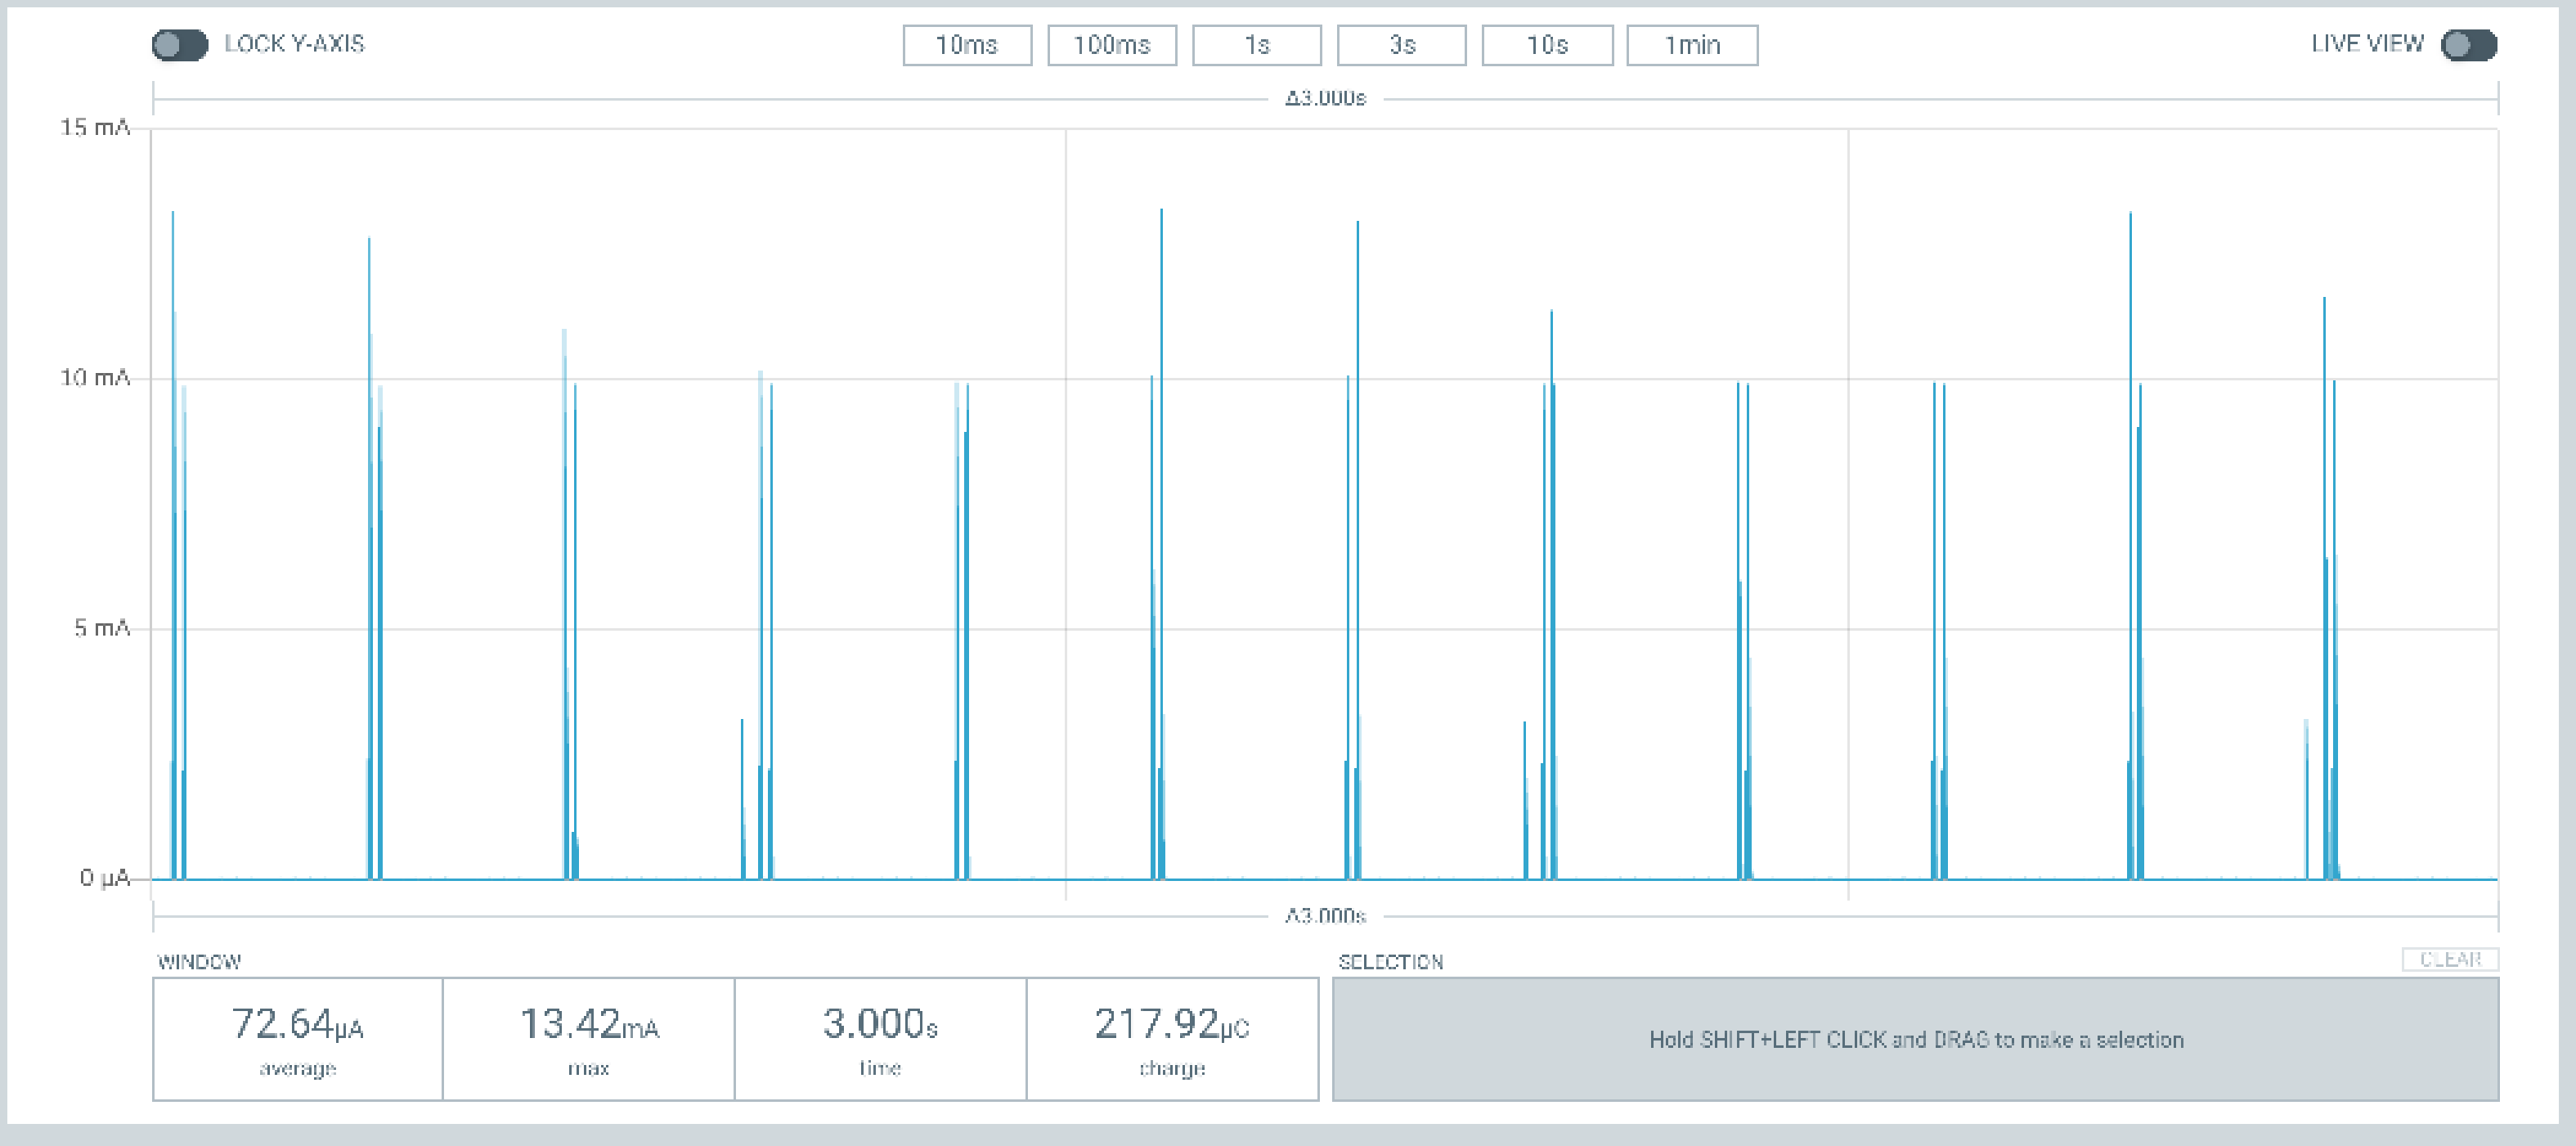 LOCK Y-AXIS 10ms 100ms 1s 3s 10s 1min LIVE VIEW
Δ3.000s
15 mA
10 mA
5 mA
0 µA
Δ3.000s
WINDOW SELECTION CLEAR
72.64µA 13.42mA 3.000s 217.92µC
average max time charge
Hold SHIFT+LEFT CLICK and DRAG to make a selection